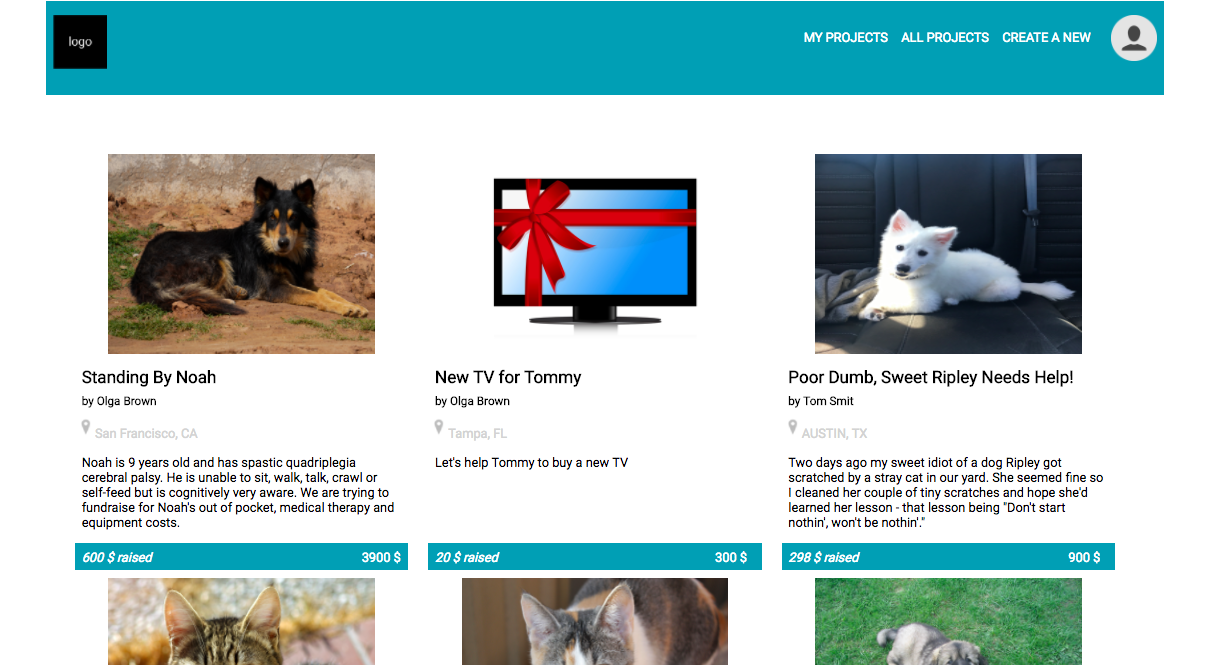 logo
MY PROJECTS ALL PROJECTS CREATE A NEW
Standing By Noah
by Olga Brown
San Francisco, CA
Noah is 9 years old and has spastic quadriplegia
cerebral palsy. He is unable to sit, walk, talk, crawl or
self-feed but is cognitively very aware. We are trying to
fundraise for Noah's out of pocket, medical therapy and
equipment costs.
600 $ raised 3900 $
New TV for Tommy
by Olga Brown
Tampa, FL
Let's help Tommy to buy a new TV
20 $ raised 300 $
Poor Dumb, Sweet Ripley Needs Help!
by Tom Smit
AUSTIN, TX
Two days ago my sweet idiot of a dog Ripley got
scratched by a stray cat in our yard. She seemed fine so
I cleaned her couple of tiny scratches and hope she'd
learned her lesson - that lesson being "Don't start
nothin', won't be nothin'."
298 $ raised 900 $